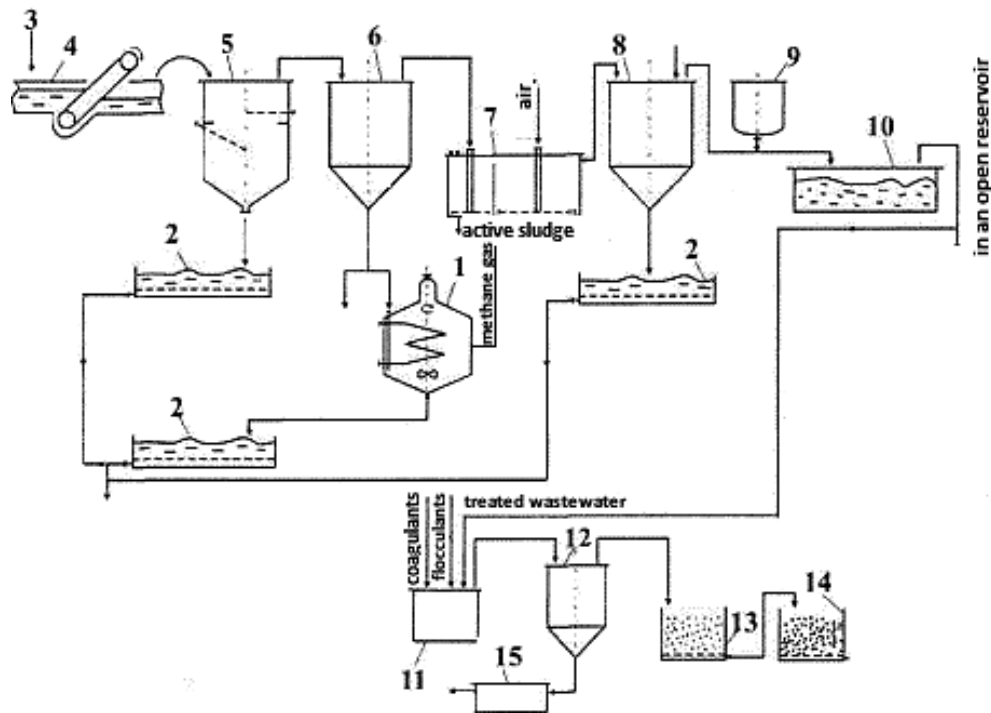 3
4
5
6
8
9
air
7
10
active sludge
in an open reservoir
2
1
methane gas
2
2
coagulants
flocculants
treated wastewater
12
13
14
11
15